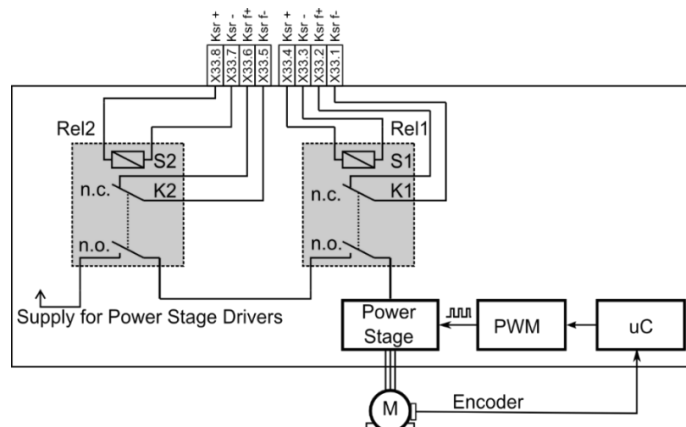 Ksr +
Ksr -
Ksr f+
Ksr f-
Ksr +
Ksr -
Ksr f+
Ksr f-
X33.8
X33.7
X33.6
X33.5
X33.4
X33.3
X33.2
X33.1
Rel2
Rel1
S2
S1
n.c.
K2
n.c.
K1
n.o.
n.o.
Supply for Power Stage Drivers
Power
Stage
PWM
uC
M
Encoder